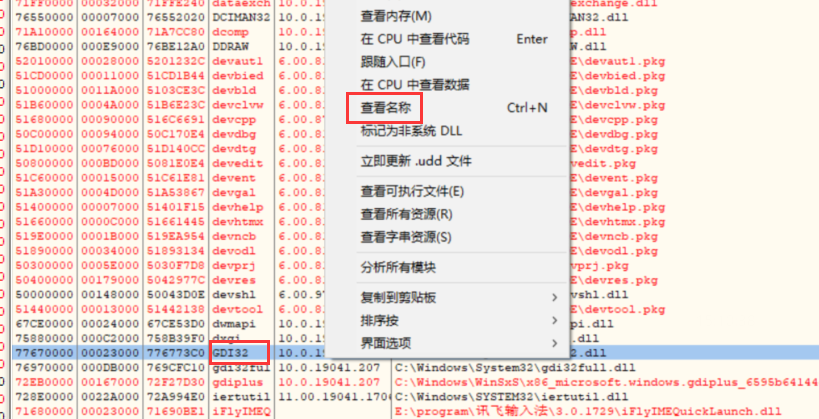 71FF0000 00032000 71FFE240 dataexch 10.0.19 exchange.dll
76550000 00007000 76552020 DCIMAN32 10.0.19 AN32.dll
71A10000 00164000 71A7CC80 dcomp 10.0.19 p.dll
76BD0000 000E9000 76BE12A0 DDRAW 10.0.19 W.dll
52010000 00028000 5201232C devaut1 6.00.8 E\devaut1.pkg
51CD0000 00011000 51CD1B44 devbied 6.00.8 E\devbied.pkg
51000000 0011A000 5103CE3C devbld 6.00.8 E\devbld.pkg
51B60000 0004A000 51B6E23C devclvw 6.00.8 E\devclvw.pkg
51680000 00090000 516C6691 devcpp 6.00.8 E\devcpp.pkg
50C00000 00094000 50C170E4 devdbg 6.00.8 E\devdbg.pkg
51D10000 00076000 51D140CC devdtg 6.00.8 E\devdtg.pkg
50800000 000BD000 5081E0E4 devedit 6.00.8 vedit.pkg
51C60000 00015000 51C61E81 devent 6.00.8 E\devent.pkg
51A30000 0004D000 51A53867 devgal 6.00.8 E\devgal.pkg
51400000 00007000 51401F15 devhelp 6.00.8 E\devhelp.pkg
51660000 0000C000 51661445 devhtmx 6.00.8 E\devhtmx.pkg
519E0000 0001B000 519EA954 devncb 6.00.8 E\devncb.pkg
51890000 00034000 51893134 devodl 6.00.8 E\devodl.pkg
50300000 0005E000 5030F7D8 devprj 6.00.8 vprj.pkg
50400000 00179000 5042977C devres 6.00.8 E\devres.pkg
50000000 00148000 50043D0E devshl 6.00.97 vshl.dll
51440000 00013000 51442138 devtool 6.00.8 E\devtool.pkg
67CE0000 00024000 67CE53D0 dwmapi 10.0.19 pi.dll
75880000 000C2000 758B39F0 dxgi 10.0.19 .dll
77670000 00023000 776773C0 GDI32 10.0.19 2.dll
76970000 000DB000 769CFC10 gdi32ful 10.0.19041.207 C:\Windows\System32\gdi32full.dll
72EB0000 00167000 72F27D30 gdiplus 10.0.19041.207 C:\Windows\WinSxS\x86_microsoft.windows.gdiplus_6595b64144
728E0000 0022A000 72A994E0 iertutil 11.00.19041.170 C:\Windows\SYSTEM32\iertutil.dll
71680000 00023000 71690BE1 iFlyIMEQ E:\program\讯飞输入法\3.0.1729\iFlyIMEQuickLaunch.dll
查看内存(M)
在 CPU 中查看代码 Enter
跟随入口(F)
在 CPU 中查看数据
查看名称 Ctrl+N
标记为非系统 DLL
立即更新 .udd 文件
查看可执行文件(E)
查看所有资源(R)
查看字串资源(S)
分析所有模块
复制到剪贴板
排序按
界面选项